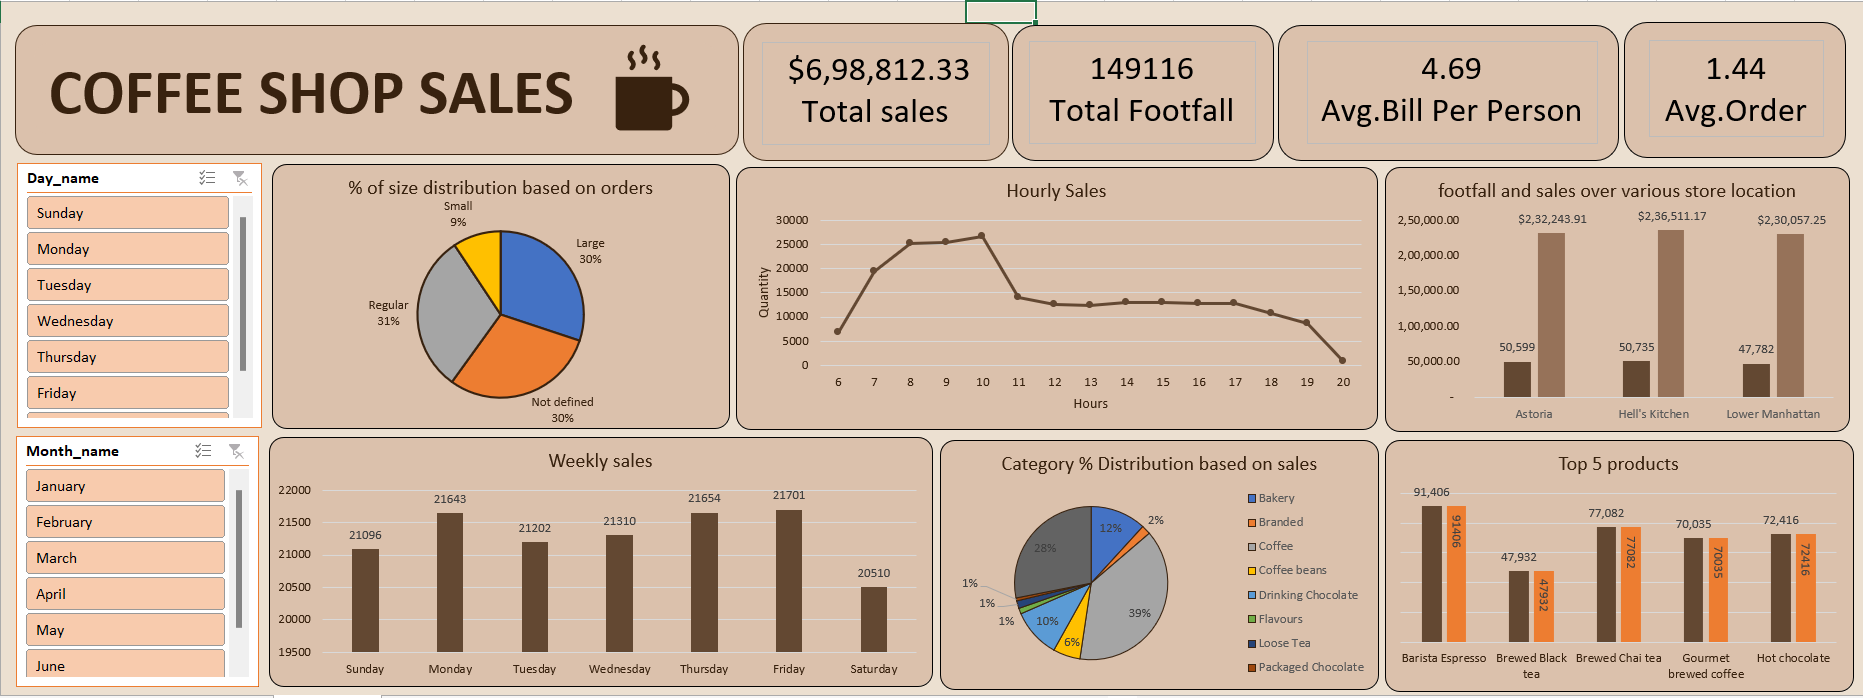 COFFEE SHOP SALES
$6,98,812.33
Total sales
149116
Total Footfall
4.69
Avg.Bill Per Person
1.44
Avg.Order
Day_name
Sunday
Monday
Tuesday
Wednesday
Thursday
Friday
% of size distribution based on orders
Small
9%
Large
30%
Regular
31%
Not defined
30%
Hourly Sales
30000
25000
20000
15000
10000
5000
0
Quantity
6 7 8 9 10 11 12 13 14 15 16 17 18 19 20
Hours
footfall and sales over various store location
2,50,000.00
2,00,000.00
1,50,000.00
1,00,000.00
50,000.00
-
$2,32,243.91
$2,36,511.17
$2,30,057.25
50,599
50,735
47,782
Astoria Hell's Kitchen Lower Manhattan
Month_name
January
February
March
April
May
June
Weekly sales
22000
21500
21000
20500
20000
19500
21096
21643
21202
21310
21654
21701
20510
Sunday Monday Tuesday Wednesday Thursday Friday Saturday
Category % Distribution based on sales
12%
2%
39%
6%
10%
1%
1%
1%
28%
Bakery
Branded
Coffee
Coffee beans
Drinking Chocolate
Flavours
Loose Tea
Packaged Chocolate
Top 5 products
91,406
91406
47,932
47932
77,082
77082
70,035
70035
72,416
72416
Barista Espresso
Brewed Black
tea
Brewed Chai tea
Gourmet
brewed coffee
Hot chocolate